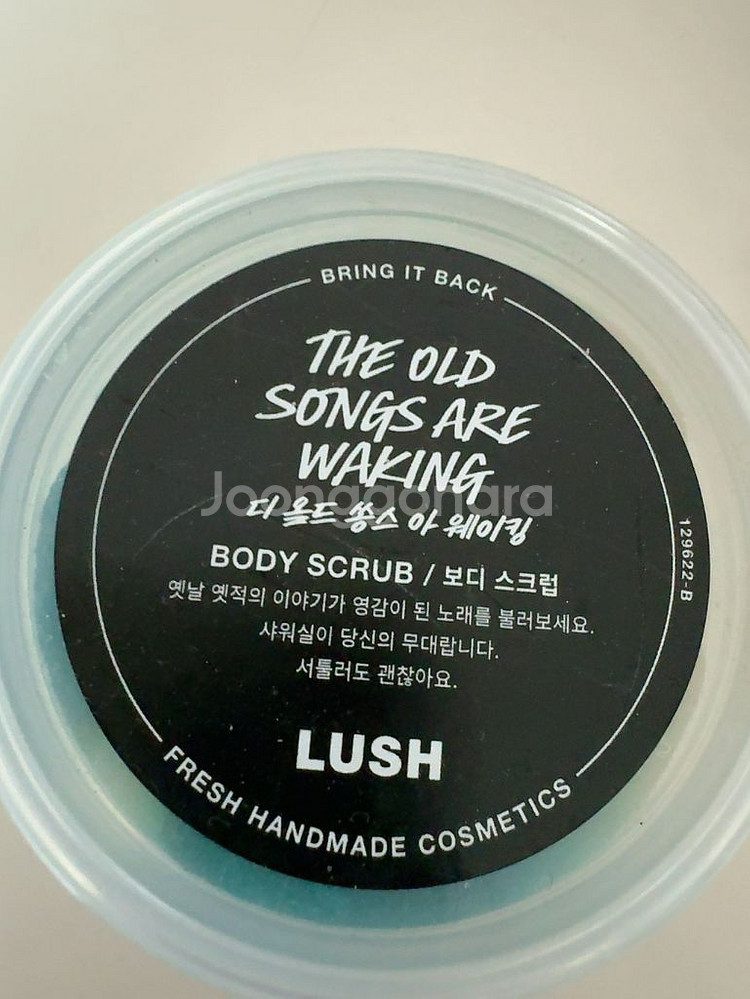 BRING IT BACK
THE OLD
SONGS ARE
WAKING
Joonggonara
디 올드 쏭스 아 웨이킹
BODY SCRUB / 보디 스크럽
옛날 옛적의 이야기가 영감이 된 노래를 불러보세요.
샤워실이 당신의 무대랍니다.
서툴러도 괜찮아요.
129622-B
LUSH
FRESH HANDMADE COSMETICS